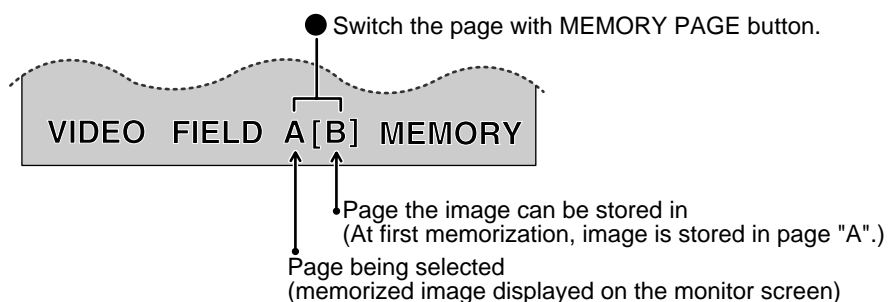 Switch the page with MEMORY PAGE button.
VIDEO FIELD A[B] MEMORY
Page the image can be stored in
(At first memorization, image is stored in page "A".)
Page being selected
(memorized image displayed on the monitor screen)